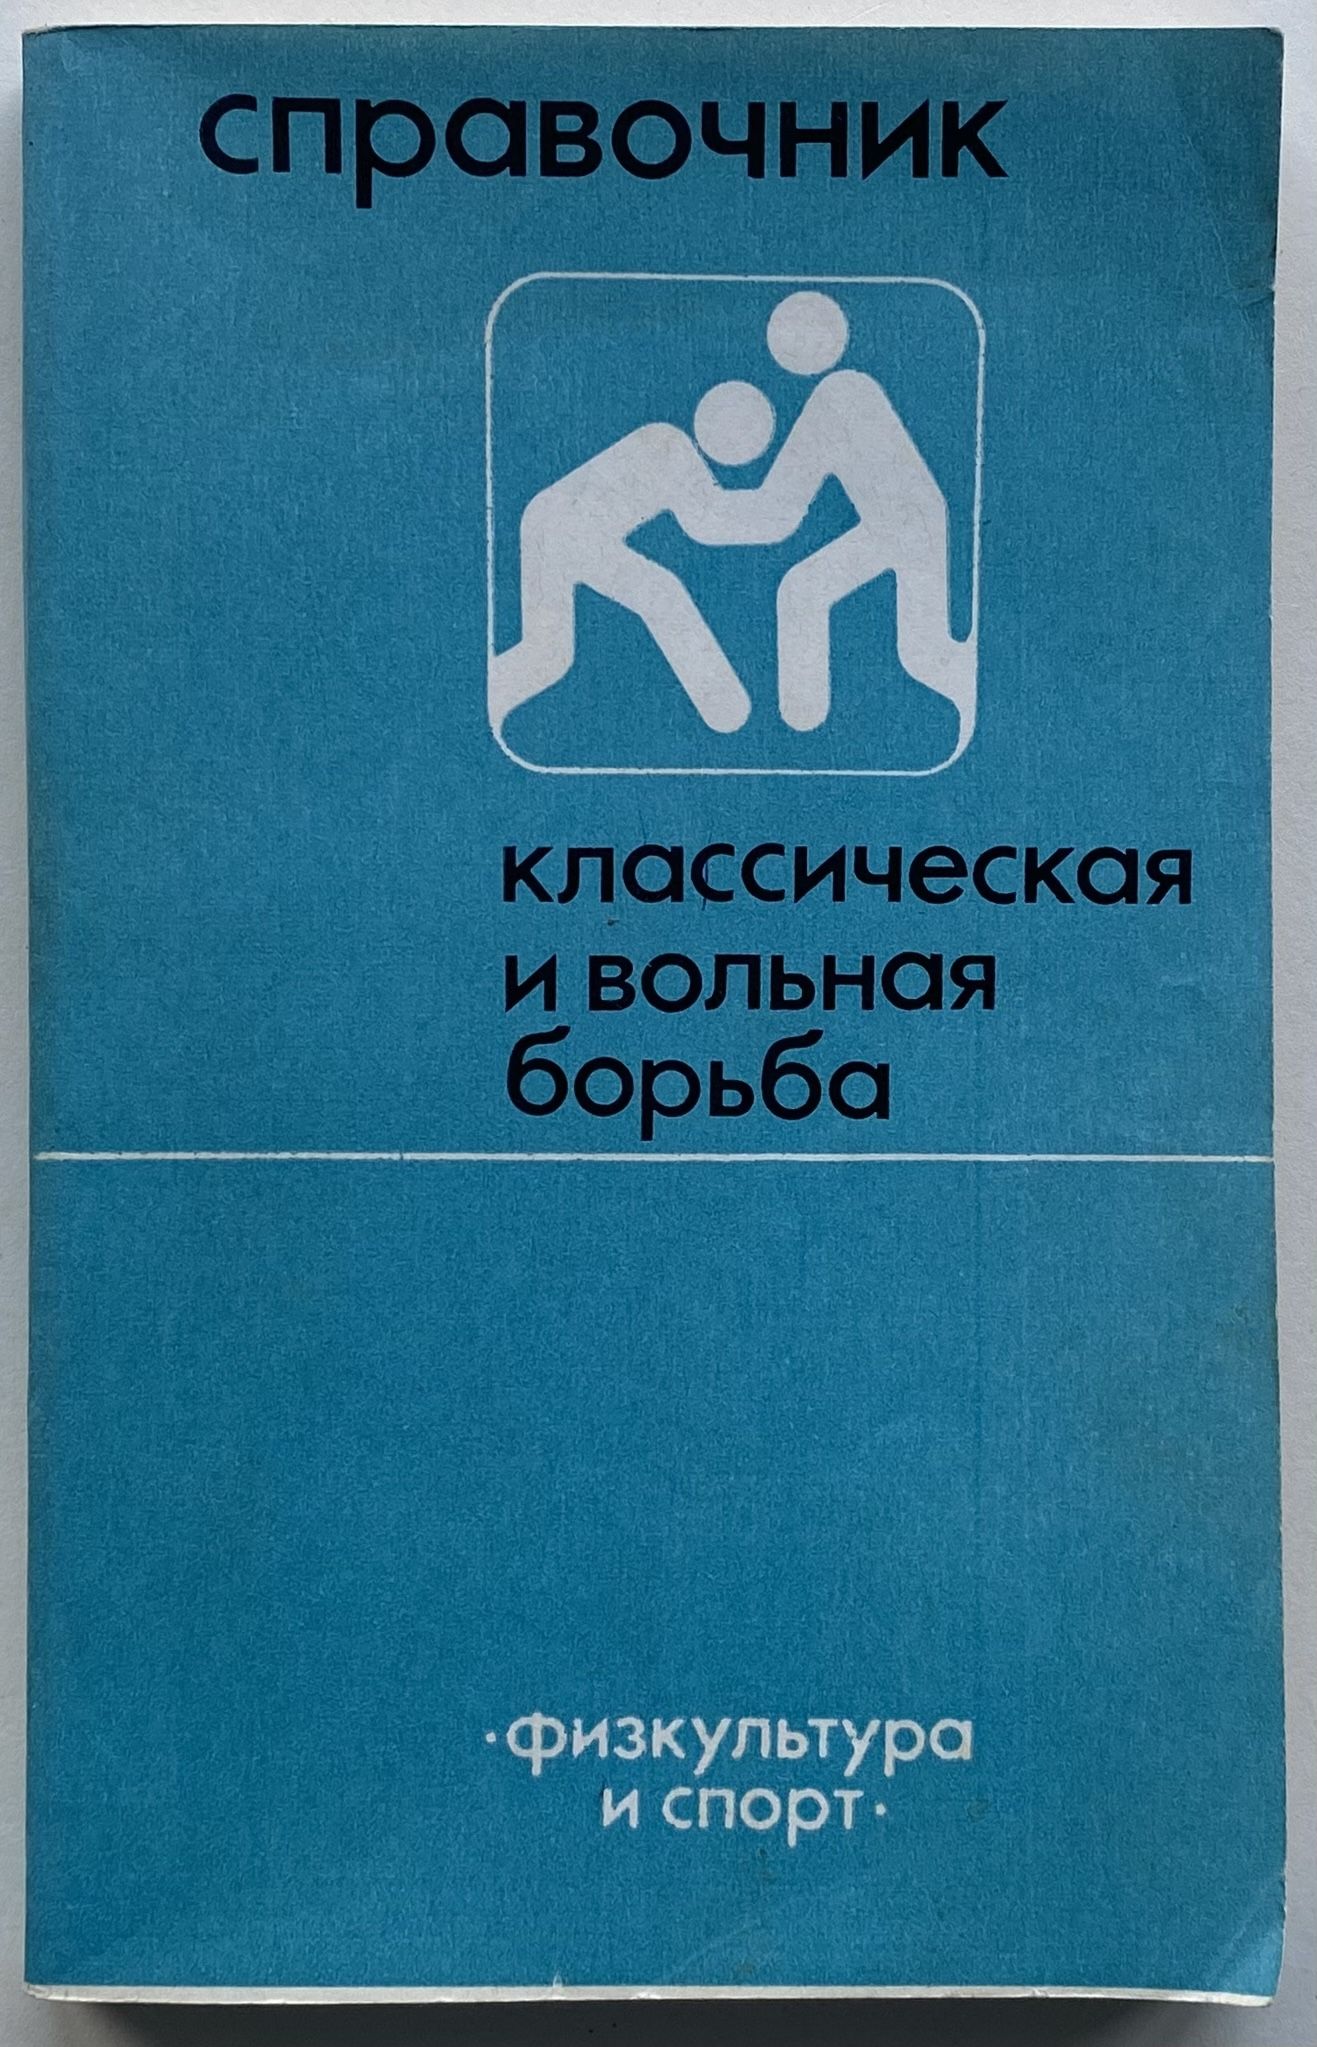 справочник
классическая
и вольная
борьба
·физкультура
и спорт·